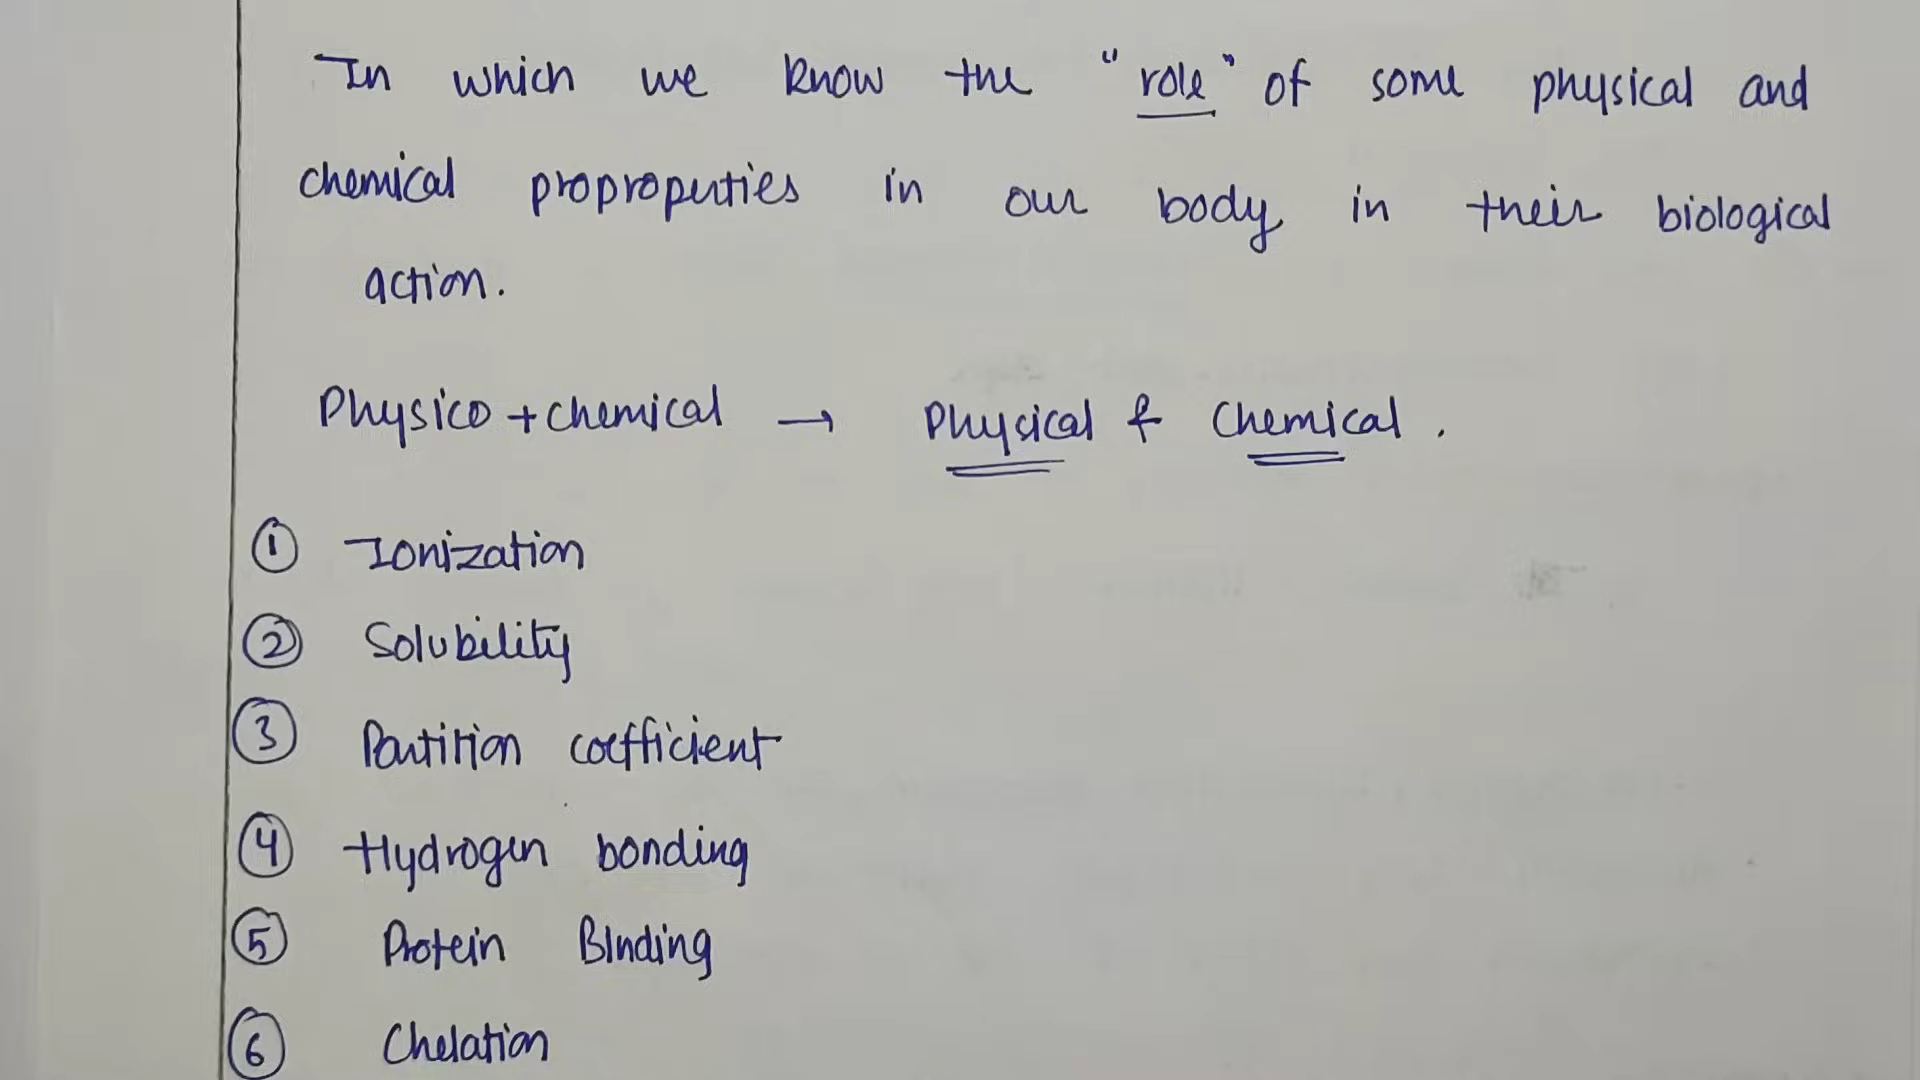 In which we know the "role" of some physical and
chemical proproperties in our body in their biological
action.
Physico + chemical → Physical & Chemical.
① Ionization
② Solubility
③ Partition coefficient
④ Hydrogen bonding
⑤ Protein Binding
⑥ Chelation